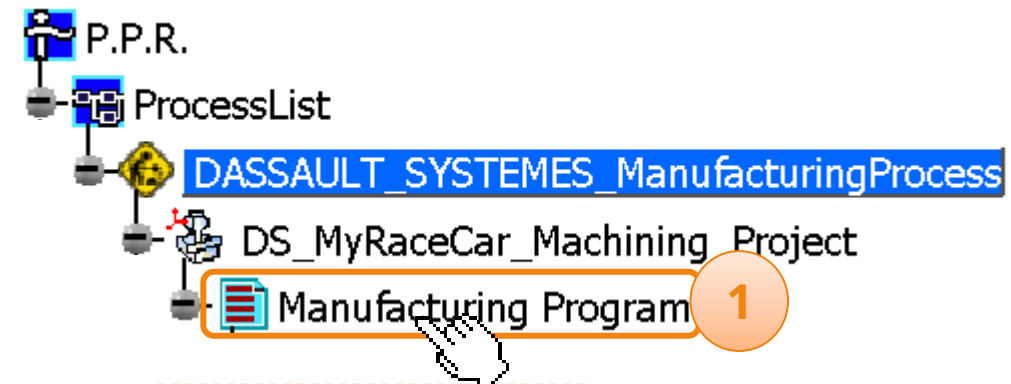 P.P.R.
ProcessList
DASSAULT_SYSTEMES_ManufacturingProcess
DS_MyRaceCar_Machining_Project
Manufacturing Program
1